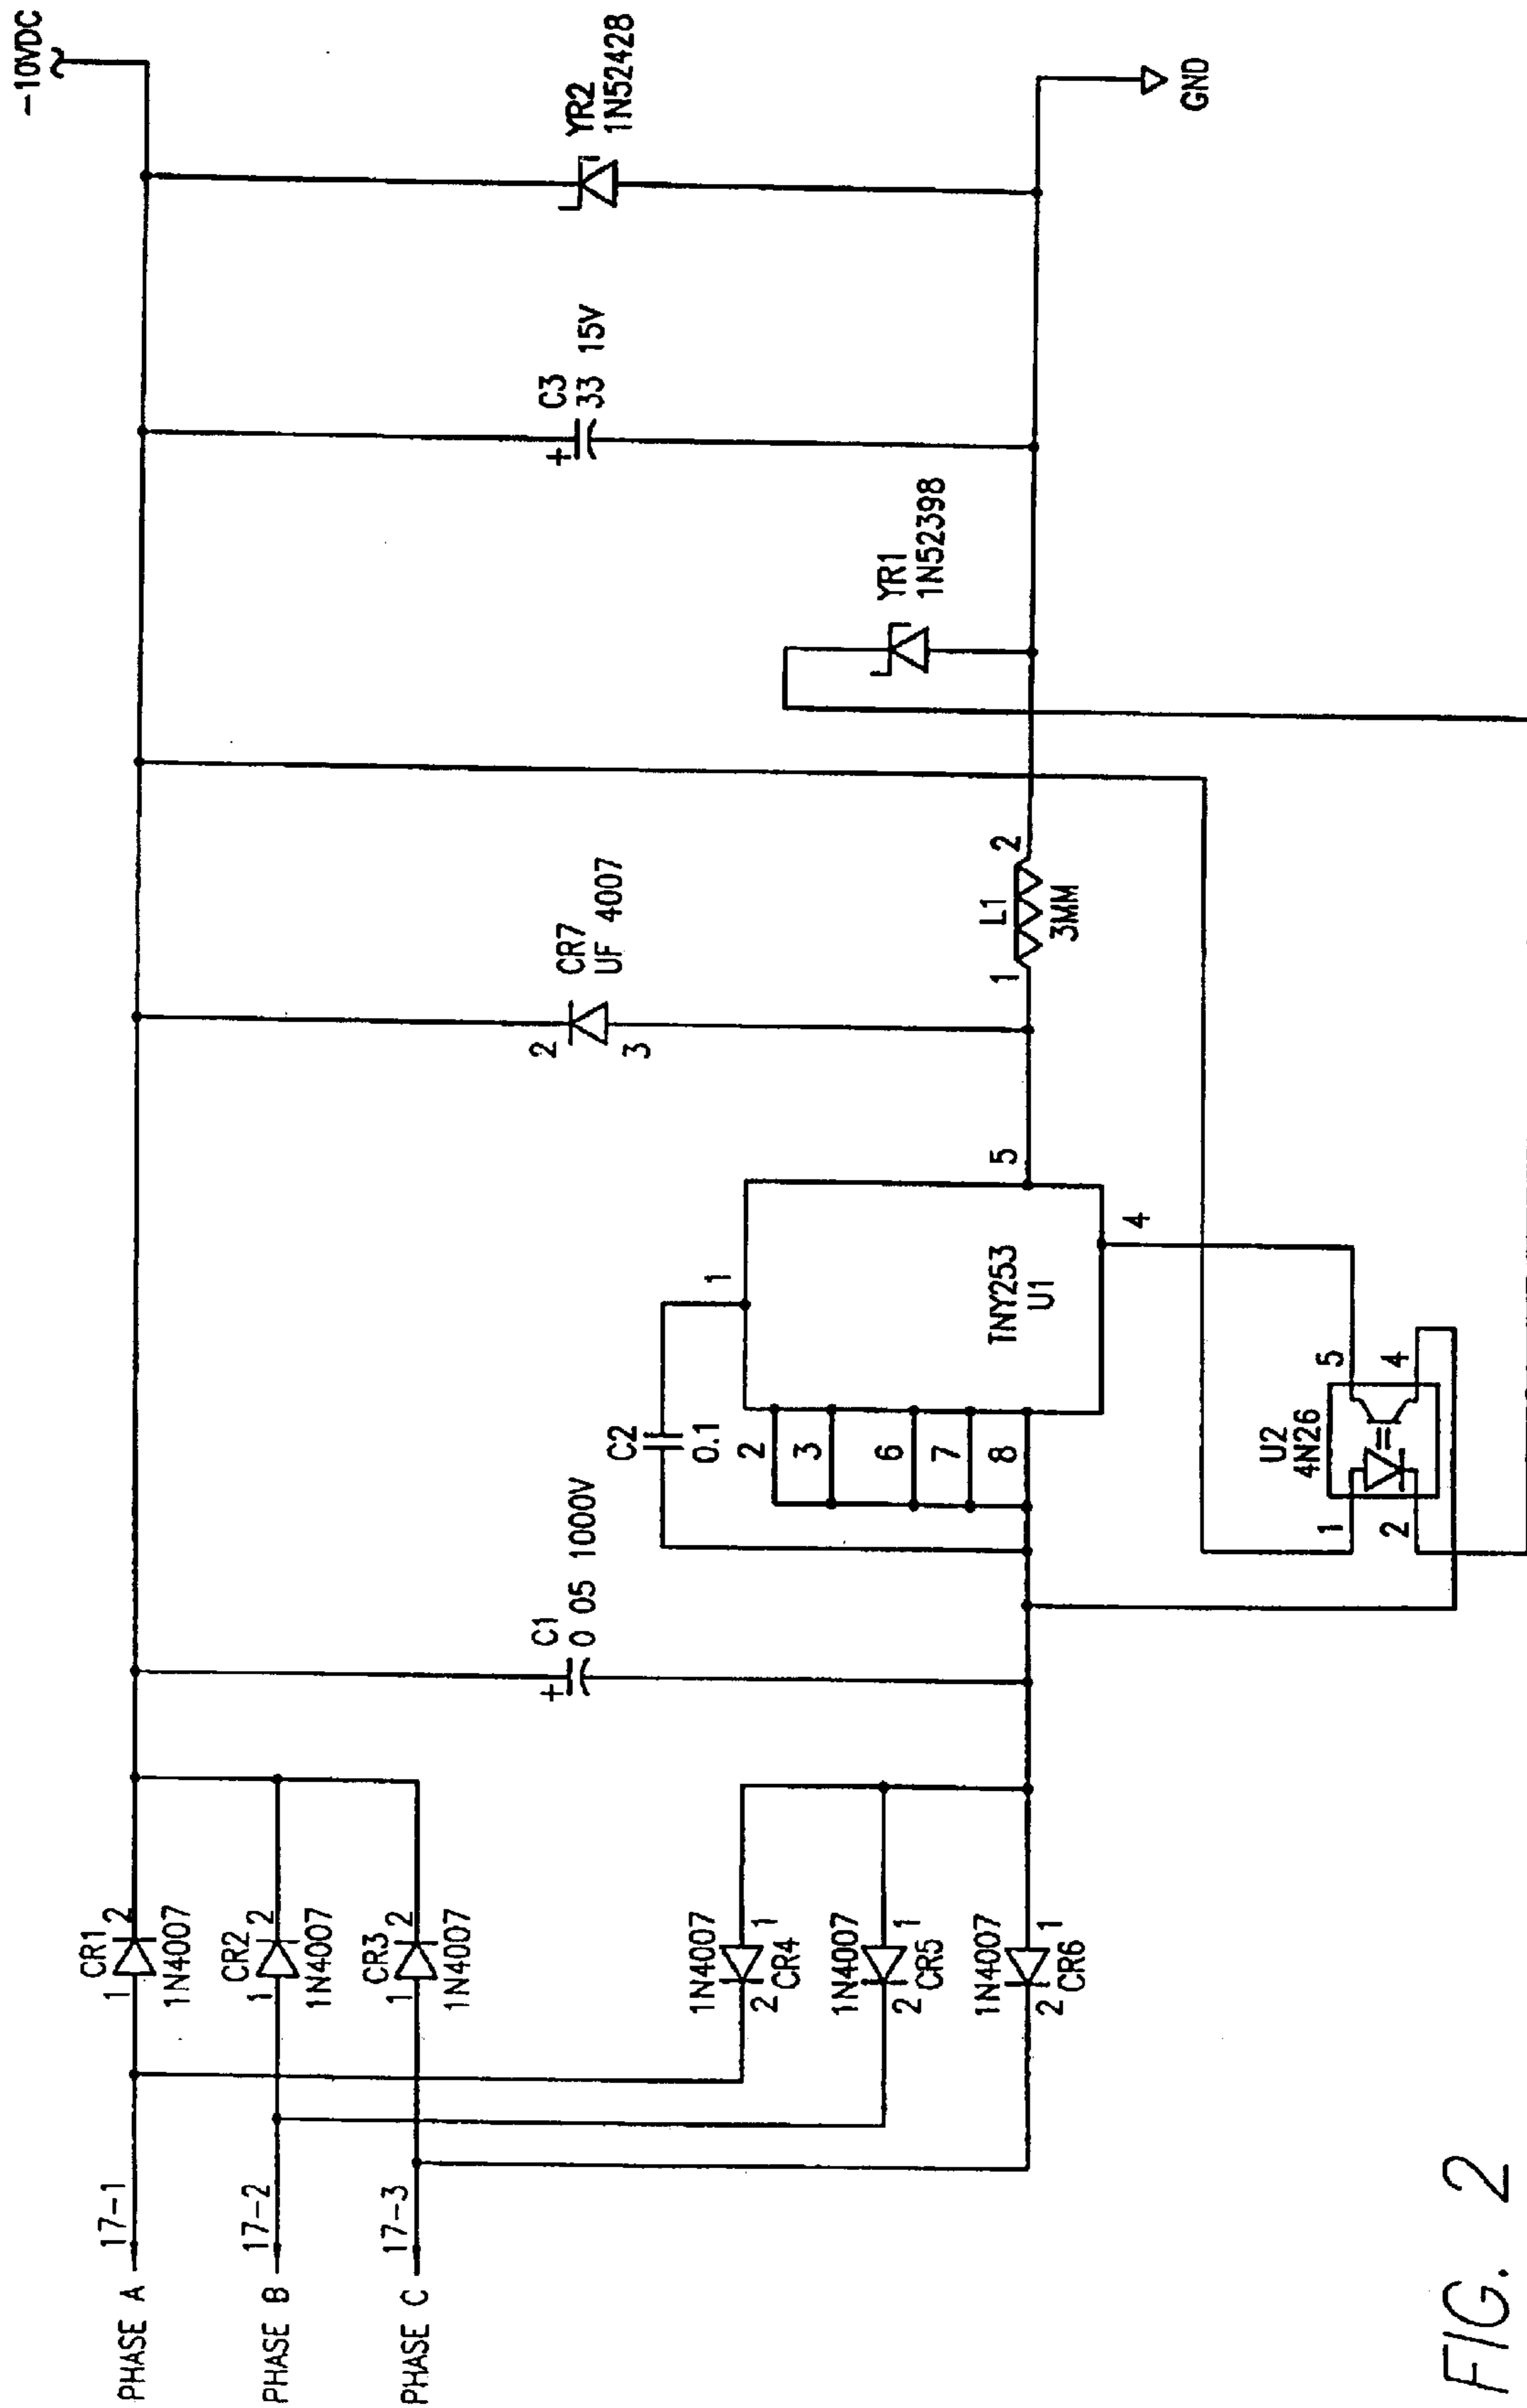 -10VDC
YR2
1N52428
GND
C3
+
33 15V
YR1
1N52398
CR7
UF 4007
2
3
L1
1
2
3MM
5
4
1
TNY253
U1
C2
0.1
2
3
6
7
8
U2
4N26
1
2
5
4
C1
0 05 1000V
+
CR1
1
2
1N4007
CR2
1
2
1N4007
CR3
1
2
1N4007
1N4007
2
1
CR4
1N4007
2
1
CR5
1N4007
2
1
CR6
PHASE A
17-1
PHASE B
17-2
PHASE C
17-3
FIG. 2